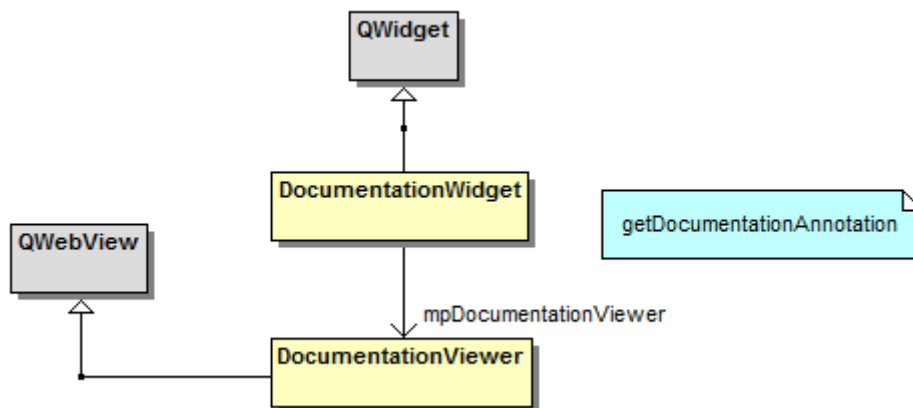 QWidget
DocumentationWidget
getDocumentationAnnotation
QWebView
mpDocumentationViewer
DocumentationViewer